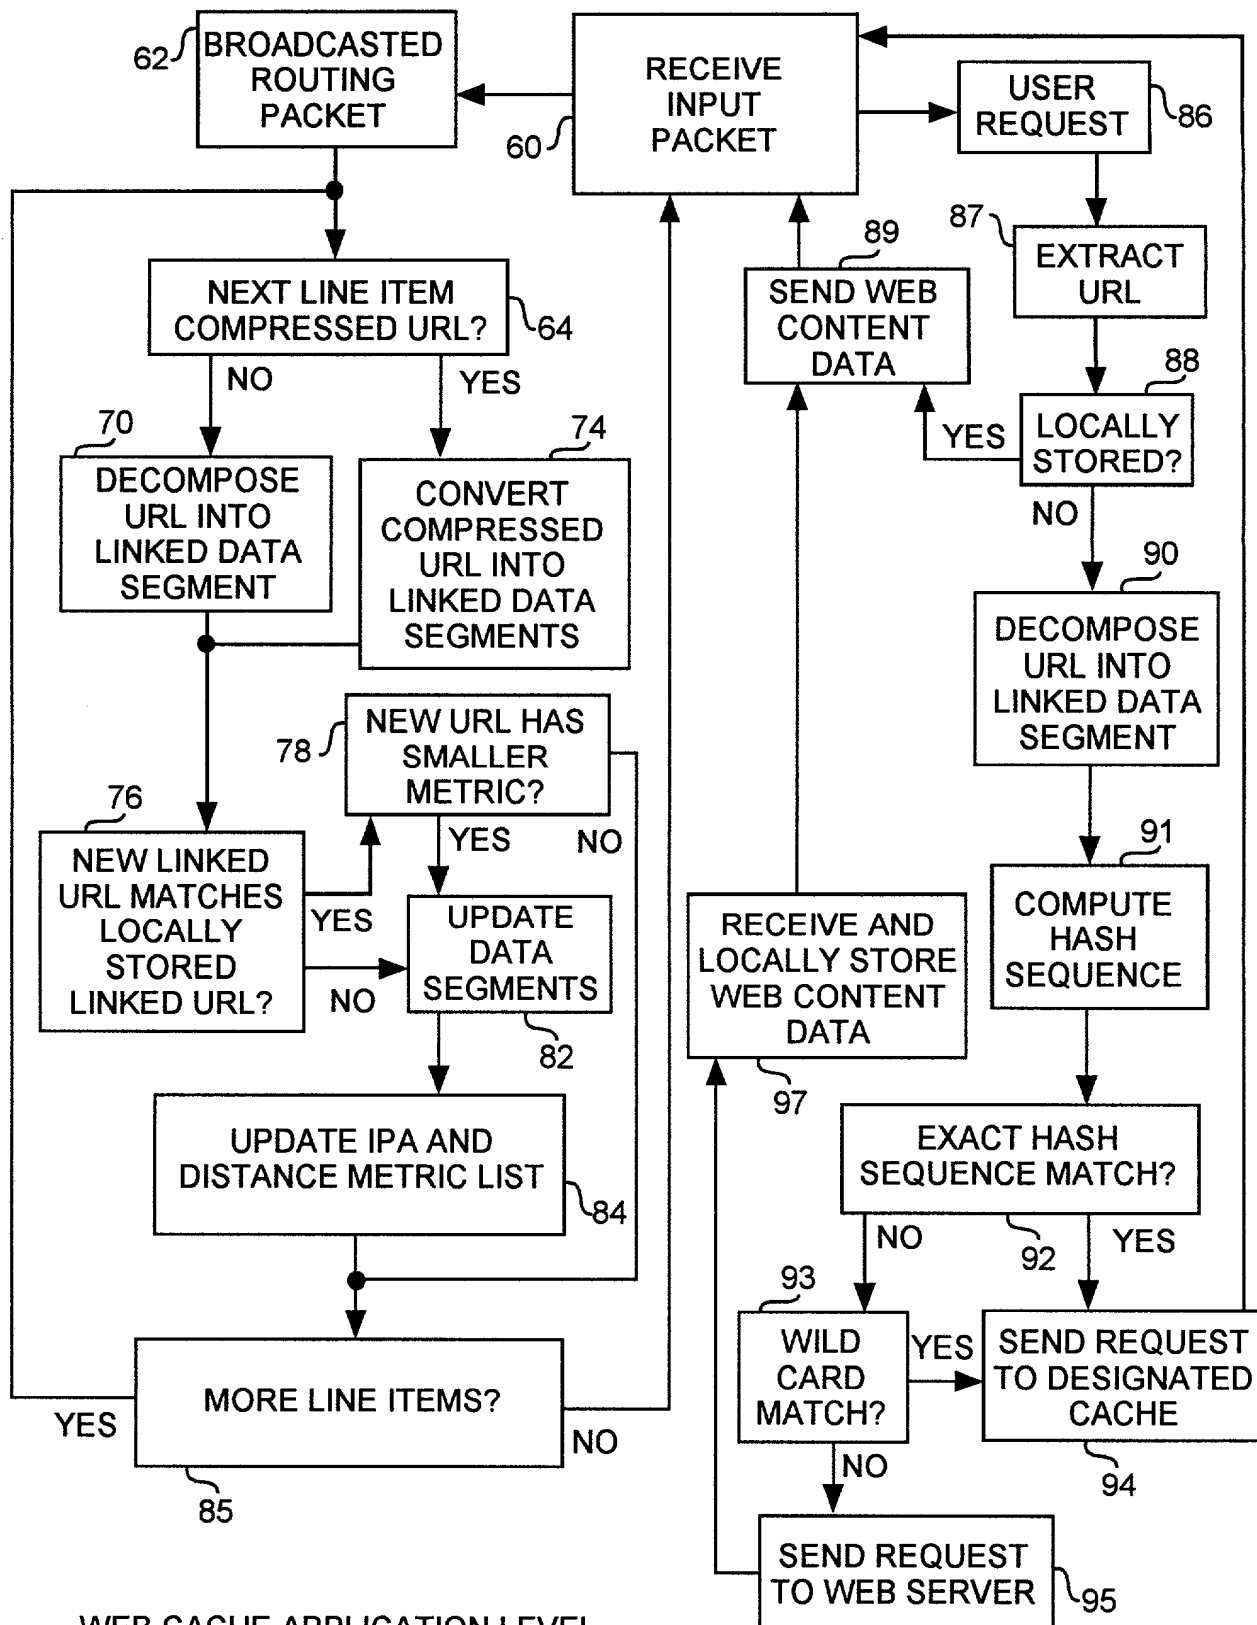 62
BROADCASTED
ROUTING
PACKET
60
RECEIVE
INPUT
PACKET
USER
REQUEST
86
87
EXTRACT
URL
NEXT LINE ITEM
COMPRESSED URL?
64
NO
YES
89
SEND WEB
CONTENT
DATA
88
LOCALLY
STORED?
YES
NO
70
DECOMPOSE
URL INTO
LINKED DATA
SEGMENT
74
CONVERT
COMPRESSED
URL INTO
LINKED DATA
SEGMENTS
90
DECOMPOSE
URL INTO
LINKED DATA
SEGMENT
78
NEW URL HAS
SMALLER
METRIC?
YES
NO
76
NEW LINKED
URL MATCHES
LOCALLY
STORED
LINKED URL?
YES
NO
UPDATE
DATA
SEGMENTS
82
91
COMPUTE
HASH
SEQUENCE
RECEIVE AND
LOCALLY STORE
WEB CONTENT
DATA
97
UPDATE IPA AND
DISTANCE METRIC LIST
84
EXACT HASH
SEQUENCE MATCH?
92
NO
YES
93
WILD
CARD
MATCH?
YES
NO
SEND REQUEST
TO DESIGNATED
CACHE
94
MORE LINE ITEMS?
YES
NO
85
SEND REQUEST
TO WEB SERVER
95
WEB CACHE APPLICATION LEVEL